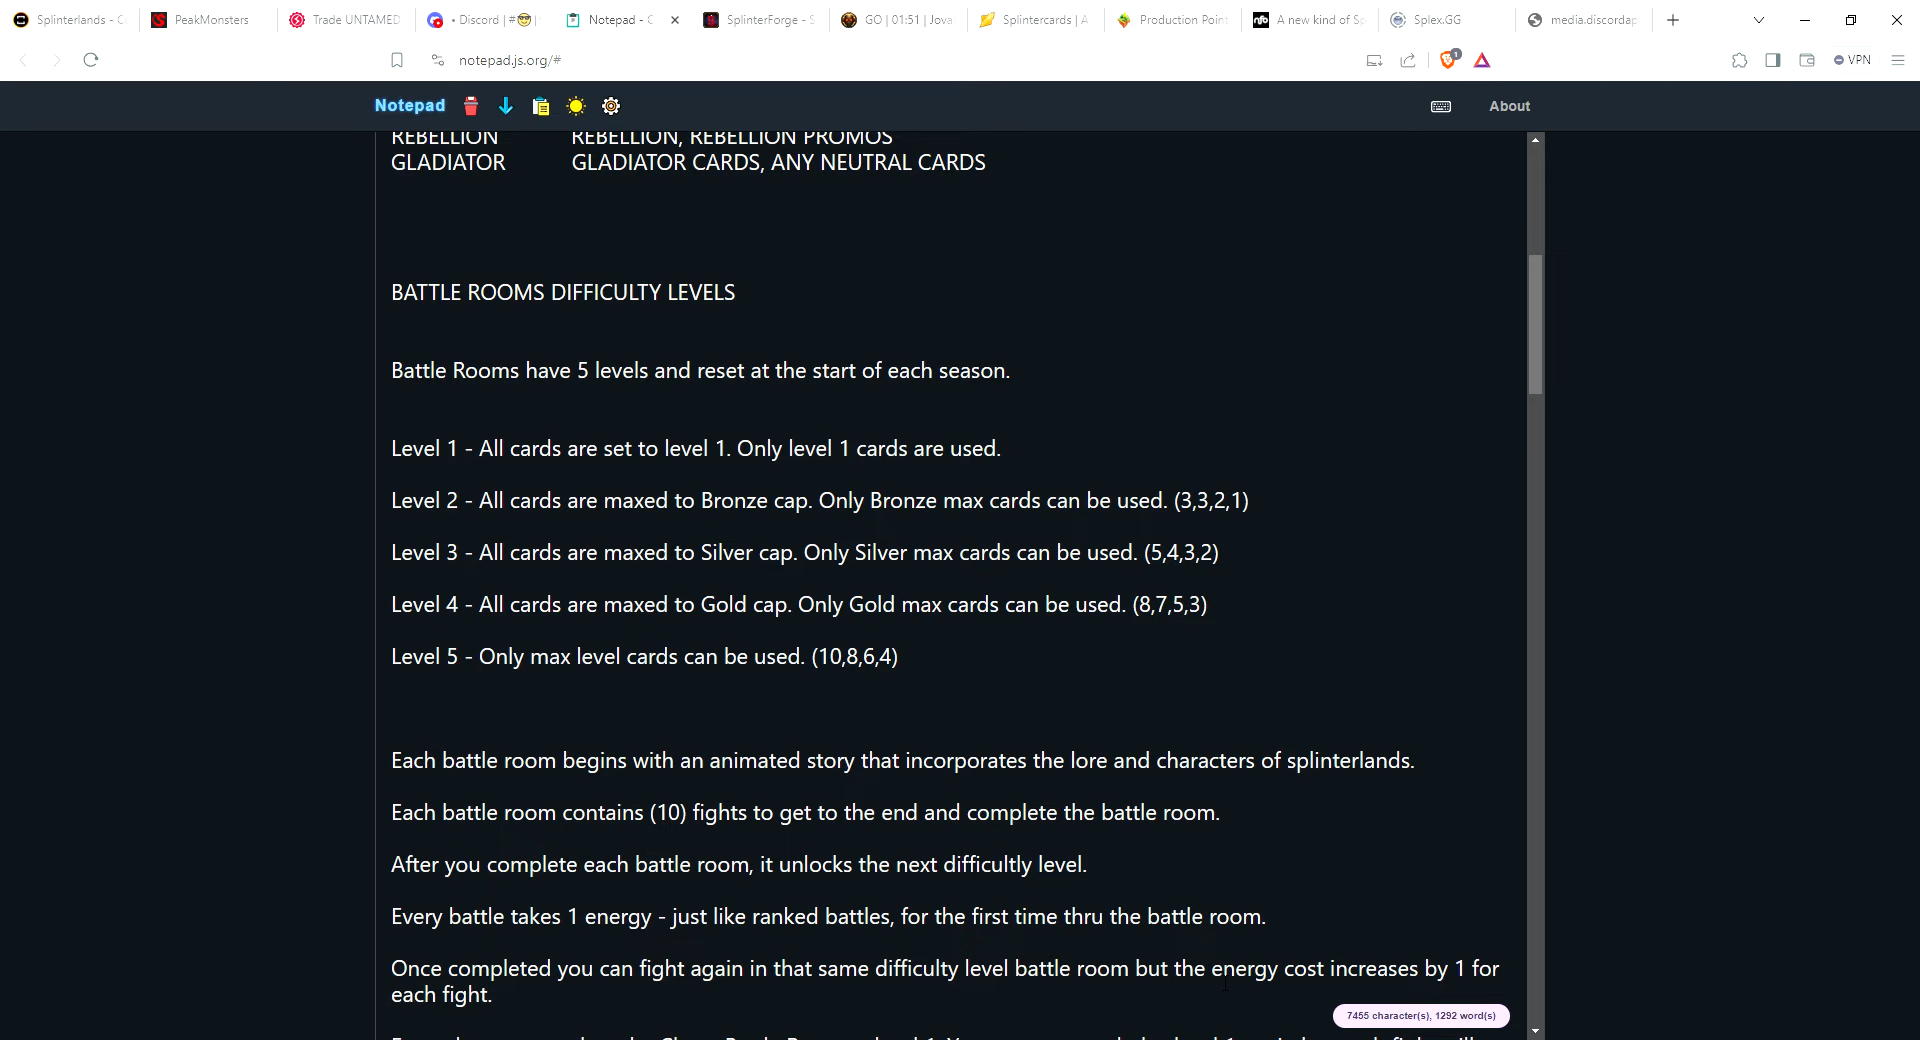 Splinterlands - C
PeakMonsters
Trade UNTAMED
• Discord | #😎|
Notepad - C
SplinterForge - S
GO | 01:51 | Jova
Splintercards | A
Production Point
A new kind of Sp
Splex.GG
media.discordap
notepad.js.org/#
1
VPN
Notepad
About
REBELLION REBELLION, REBELLION PROMOS
GLADIATOR GLADIATOR CARDS, ANY NEUTRAL CARDS
BATTLE ROOMS DIFFICULTY LEVELS
Battle Rooms have 5 levels and reset at the start of each season.
Level 1 - All cards are set to level 1. Only level 1 cards are used.
Level 2 - All cards are maxed to Bronze cap. Only Bronze max cards can be used. (3,3,2,1)
Level 3 - All cards are maxed to Silver cap. Only Silver max cards can be used. (5,4,3,2)
Level 4 - All cards are maxed to Gold cap. Only Gold max cards can be used. (8,7,5,3)
Level 5 - Only max level cards can be used. (10,8,6,4)
Each battle room begins with an animated story that incorporates the lore and characters of splinterlands.
Each battle room contains (10) fights to get to the end and complete the battle room.
After you complete each battle room, it unlocks the next difficultly level.
Every battle takes 1 energy - just like ranked battles, for the first time thru the battle room.
Once completed you can fight again in that same difficulty level battle room but the energy cost increases by 1 for
each fight.
7455 character(s), 1292 word(s)